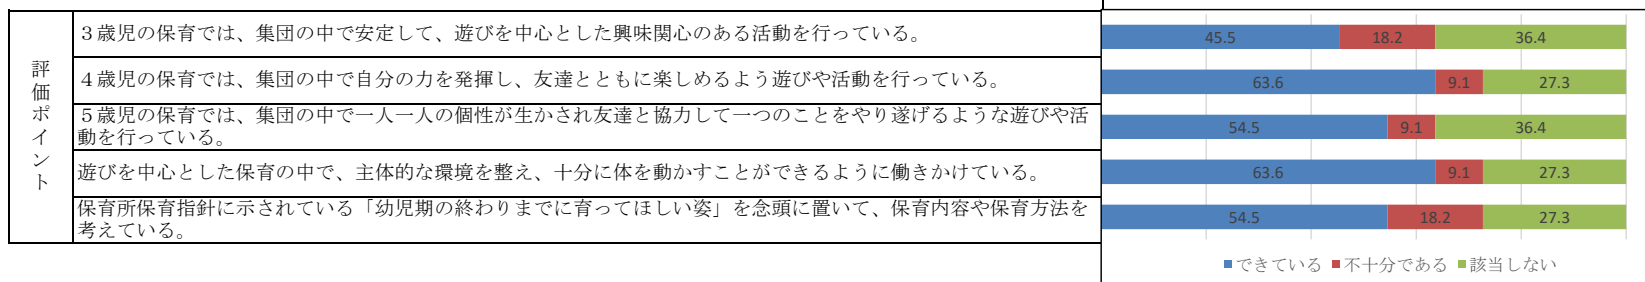 評価ポイント
３歳児の保育では、集団の中で安定して、遊びを中心とした興味関心のある活動を行っている。
45.5 18.2 36.4
４歳児の保育では、集団の中で自分の力を発揮し、友達とともに楽しめるよう遊びや活動を行っている。
63.6 9.1 27.3
５歳児の保育では、集団の中で一人一人の個性が生かされ友達と協力して一つのことをやり遂げるような遊びや活
動を行っている。
54.5 9.1 36.4
遊びを中心とした保育の中で、主体的な環境を整え、十分に体を動かすことができるように働きかけている。
63.6 9.1 27.3
保育所保育指針に示されている「幼児期の終わりまでに育ってほしい姿」を念頭に置いて、保育内容や保育方法を
考えている。
54.5 18.2 27.3
できている 不十分である 該当しない